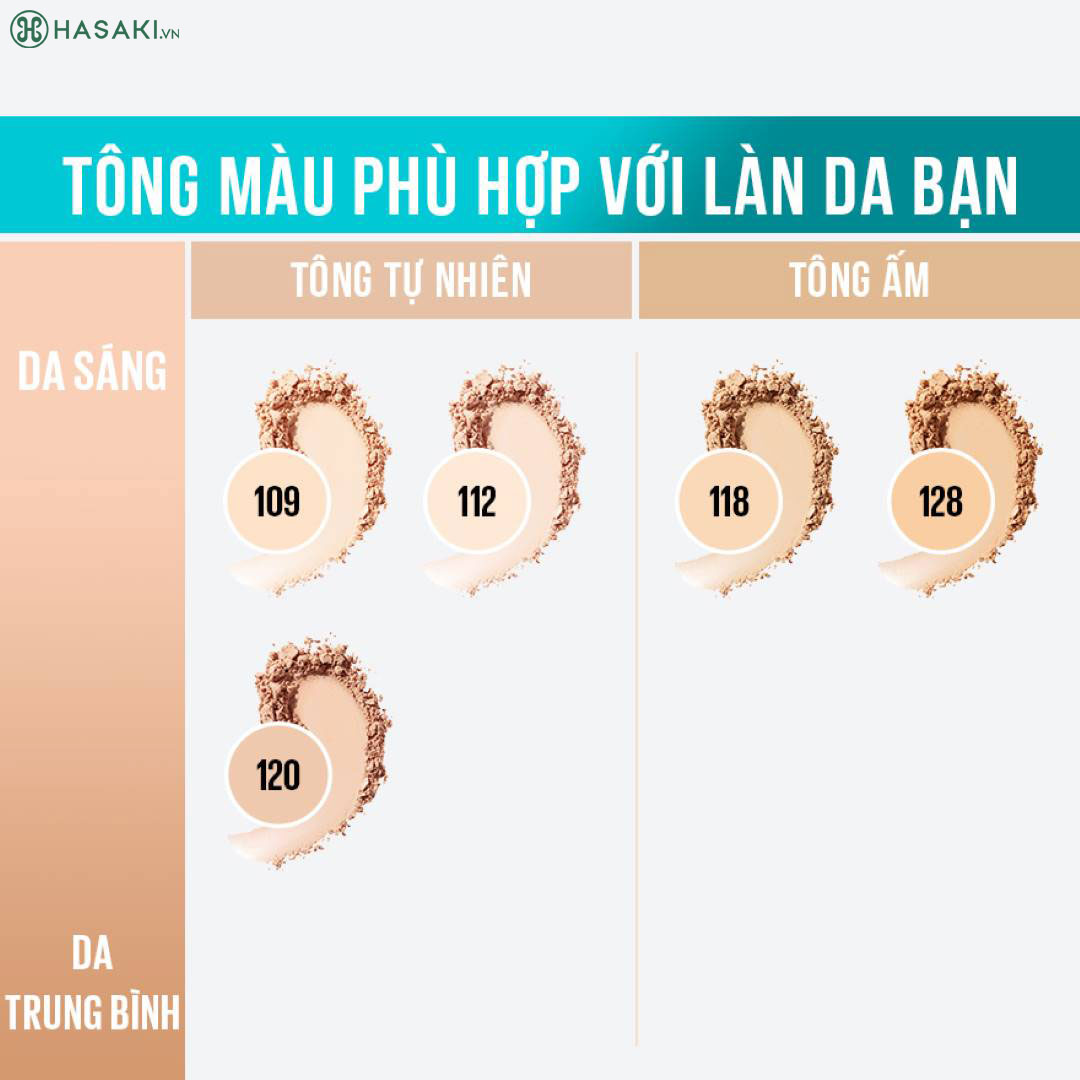 HASAKI.VN
TÔNG MÀU PHÙ HỢP VỚI LÀN DA BẠN
TÔNG TỰ NHIÊN
TÔNG ẤM
DA SÁNG
109
112
118
128
120
DA
TRUNG BÌNH